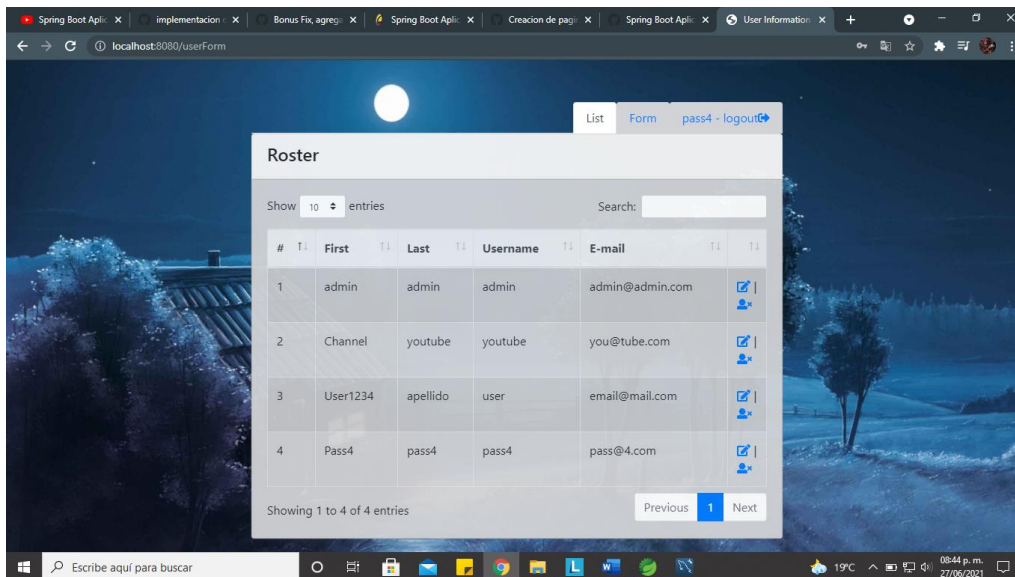 Spring Boot Aplic implementacion Bonus Fix, agrega Spring Boot Aplic Creacion de pagin Spring Boot Aplic User Information
localhost:8080/userForm
List Form pass4 - logout
Roster
Show 10 entries Search:
# First Last Username E-mail
1 admin admin admin admin@admin.com |
2 Channel youtube youtube you@tube.com |
3 User1234 apellido user email@mail.com |
4 Pass4 pass4 pass4 pass@4.com |
Showing 1 to 4 of 4 entries Previous 1 Next
Escribe aquí para buscar 19°C 08:44 p. m.
27/06/2021